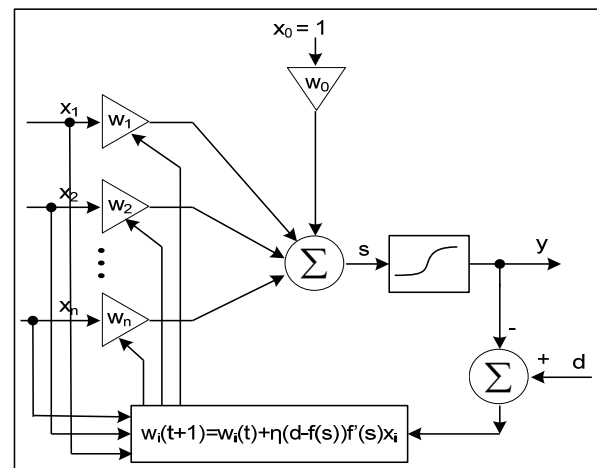 x₀ = 1
w₀
x₁
w₁
x₂
w₂
xₙ
wₙ
Σ
s
y
-
Σ
+
d
wᵢ(t+1)=wᵢ(t)+η(d-f(s))f'(s)xᵢ